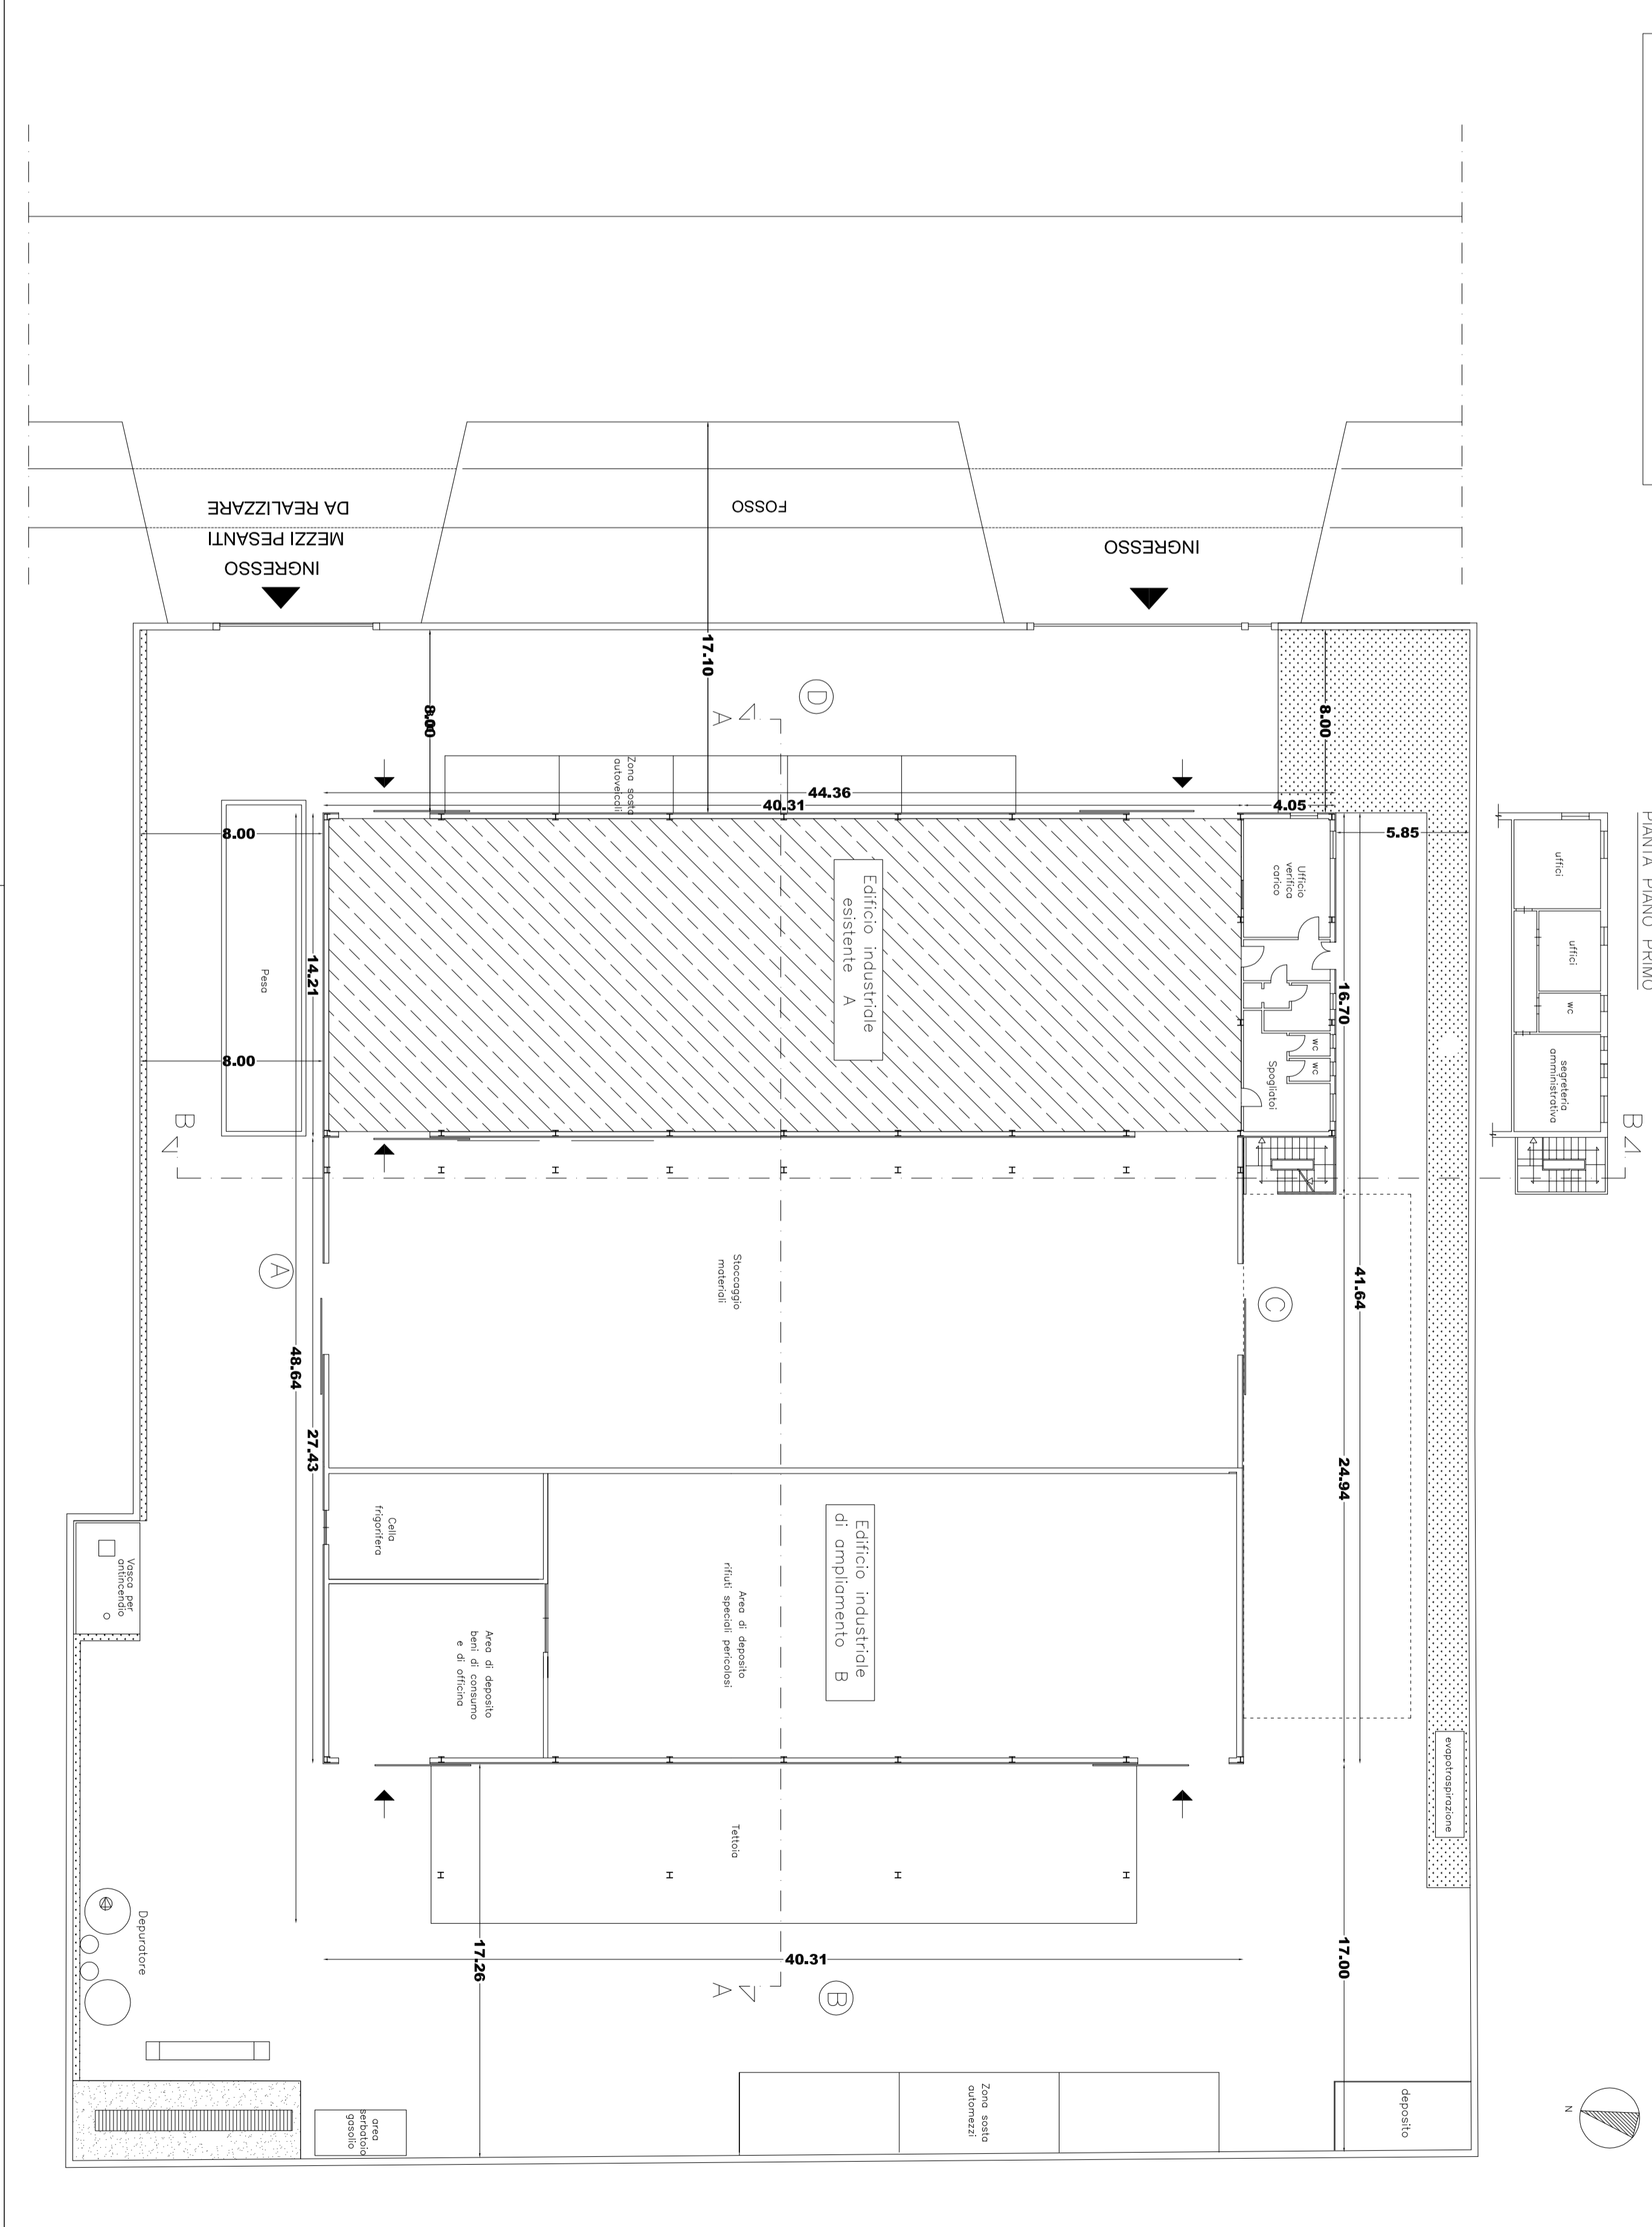 PIANTA PIANO PRIMO
uffici
uffici
wc
segreteria
amministrativa
B
B
N
INGRESSO
FOSSO
INGRESSO
MEZZI PESANTI
DA REALIZZARE
17.10
8.00
8.00
D
A
Zona sosta
autoveicoli
44.36
40.31
4.05
5.85
8.00
8.00
14.21
Pesa
Edificio industriale
esistente A
Ufficio
verifica
carico
wc
wc
Spogliatoi
16.70
41.64
24.94
C
A
Stoccaggio
materiali
48.64
27.43
Cella
frigorifera
Area di deposito
beni di consumo
e di officina
Area di deposito
rifiuti speciali pericolosi
Edificio industriale
di ampliamento B
Vasca per
antincendio
evapotraspirazione
Tettoia
Depuratore
17.26
40.31
17.00
A
B
Zona sosta
automezzi
deposito
area
serbatoio
gasolio